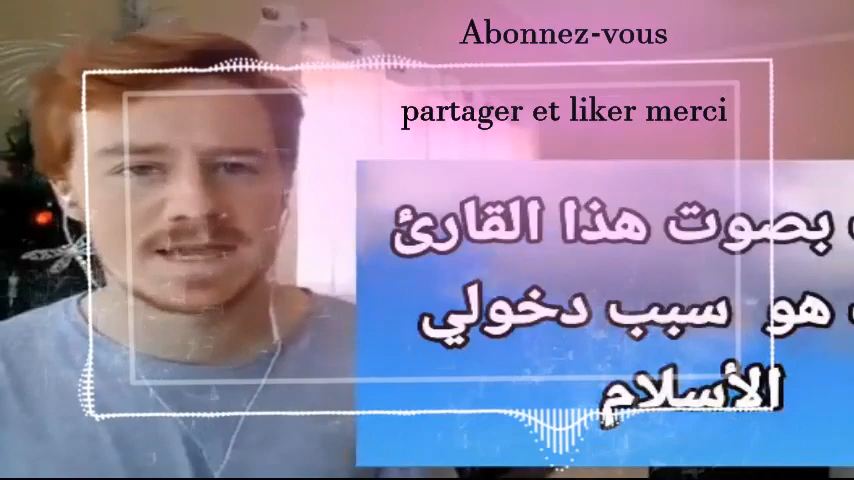 Abonnez-vous
partager et liker merci
بصوت هذا القارئ
هو سبب دخولي
الأسلام